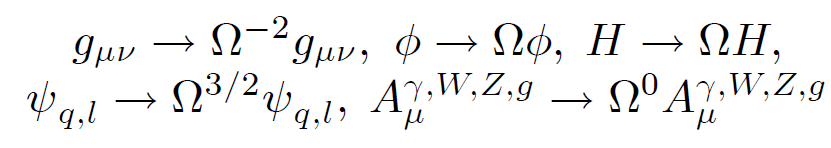 g_{μν} → Ω^{−2}g_{μν}, ϕ → Ωϕ, H → ΩH,
ψ_{q,l} → Ω^{3/2}ψ_{q,l}, A_μ^{γ,W,Z,g} → Ω^0 A_μ^{γ,W,Z,g}